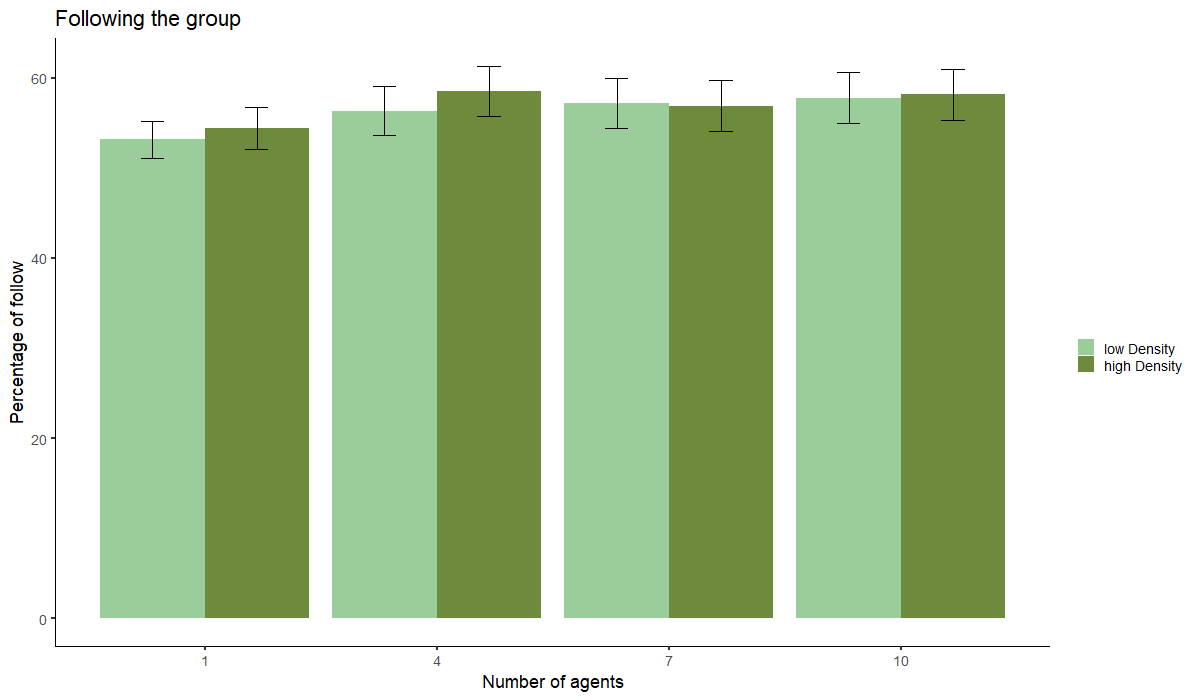 Following the group
Percentage of follow
60
40
20
0
1 4 7 10
Number of agents
low Density
high Density